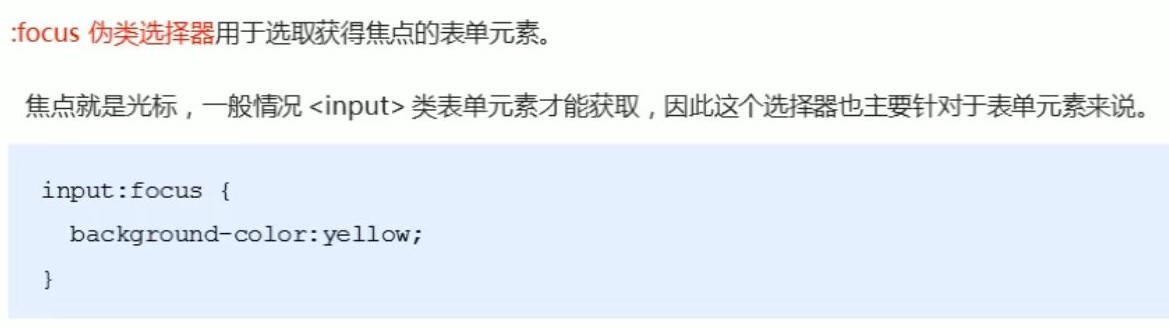 :focus 伪类选择器用于选取获得焦点的表单元素。
焦点就是光标，一般情况 <input> 类表单元素才能获取，因此这个选择器也主要针对于表单元素来说。
input:focus {
  background-color:yellow;
}